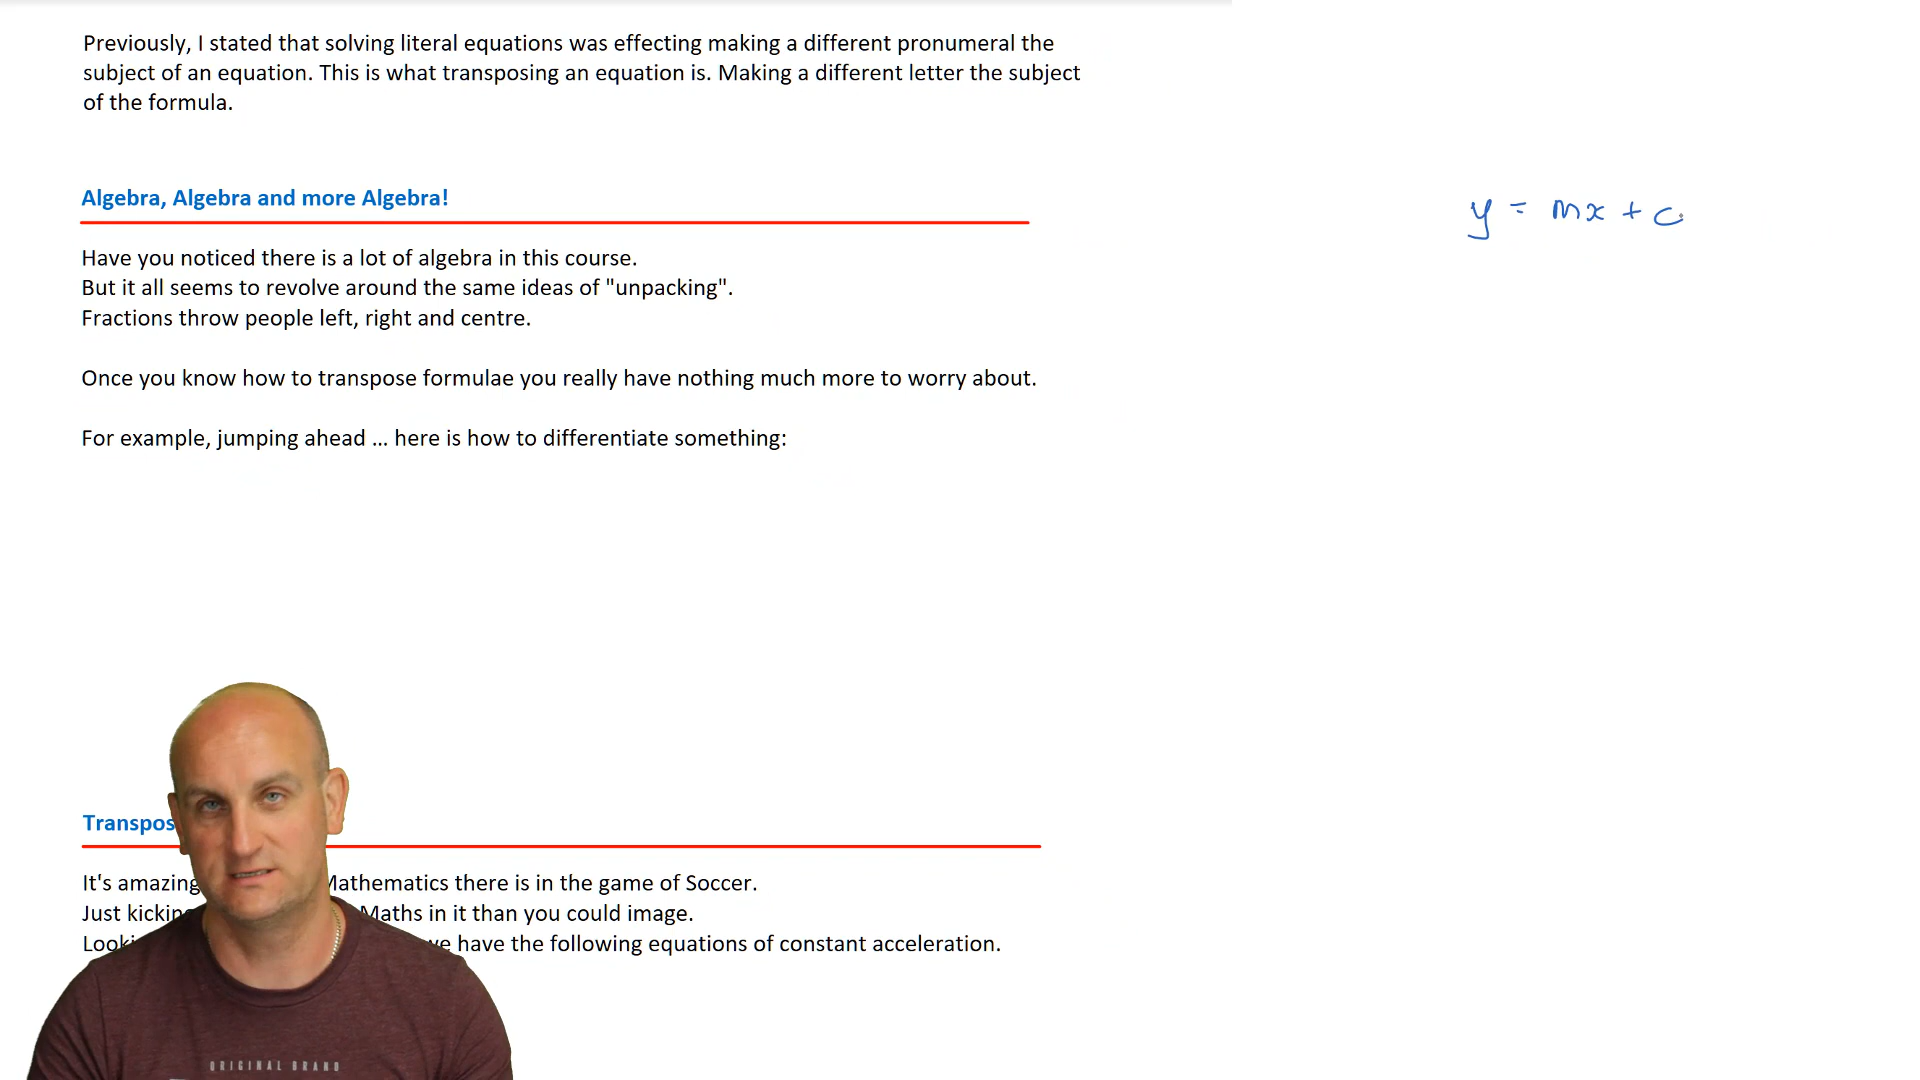 Previously, I stated that solving literal equations was effecting making a different pronumeral the
subject of an equation. This is what transposing an equation is. Making a different letter the subject
of the formula.
Algebra, Algebra and more Algebra!
y = mx + c
Have you noticed there is a lot of algebra in this course.
But it all seems to revolve around the same ideas of "unpacking".
Fractions throw people left, right and centre.
Once you know how to transpose formulae you really have nothing much more to worry about.
For example, jumping ahead ... here is how to differentiate something:
It's amazing Mathematics there is in the game of Soccer.
Just Maths in it than you could image.
have the following equations of constant acceleration.
ORIGINAL BRAND